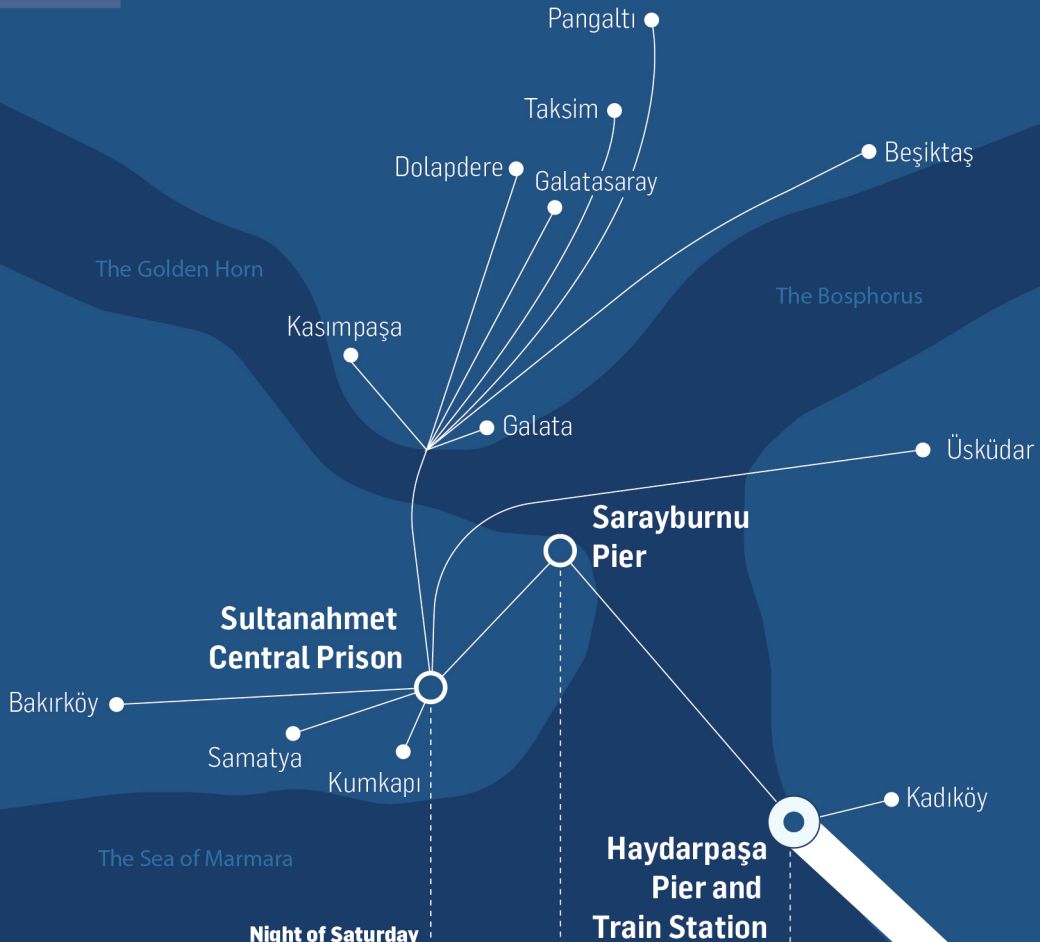 Pangaltı
Taksim
Beşiktaş
Dolapdere
Galatasaray
The Golden Horn
The Bosphorus
Kasımpaşa
Galata
Üsküdar
Sarayburnu
Pier
Sultanahmet
Central Prison
Bakırköy
Samatya
Kumkapı
Kadıköy
The Sea of Marmara
Haydarpaşa
Pier and
Train Station
Night of Saturday